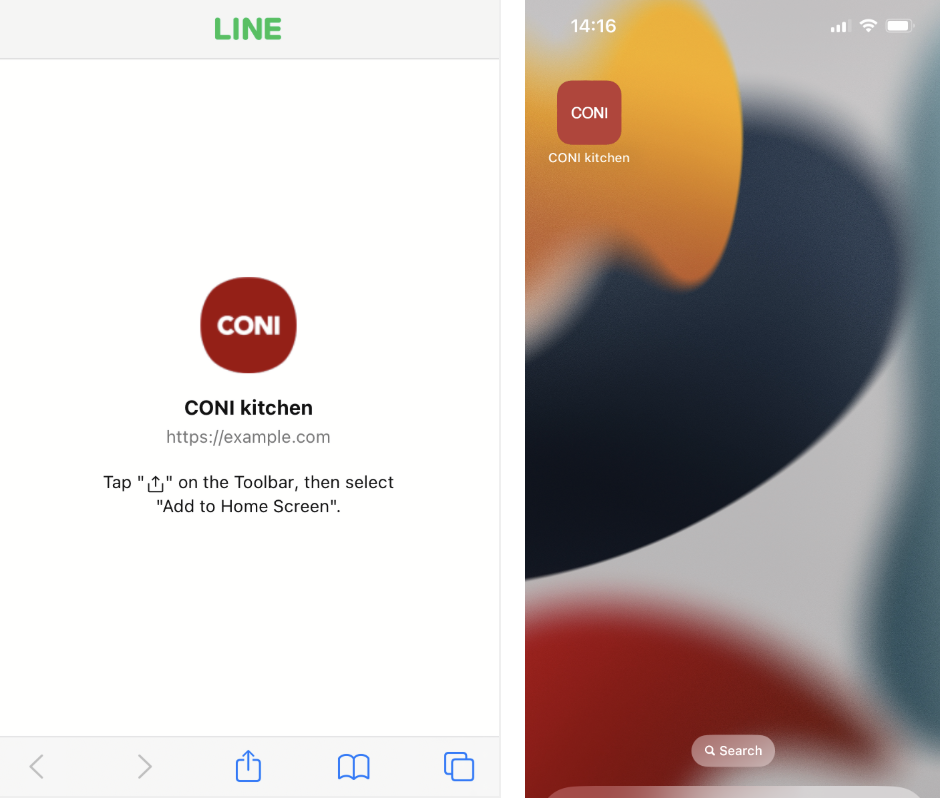 LINE
CONI
CONI kitchen
https://example.com
Tap "" on the Toolbar, then select
"Add to Home Screen".
14:16
CONI
CONI kitchen
Search